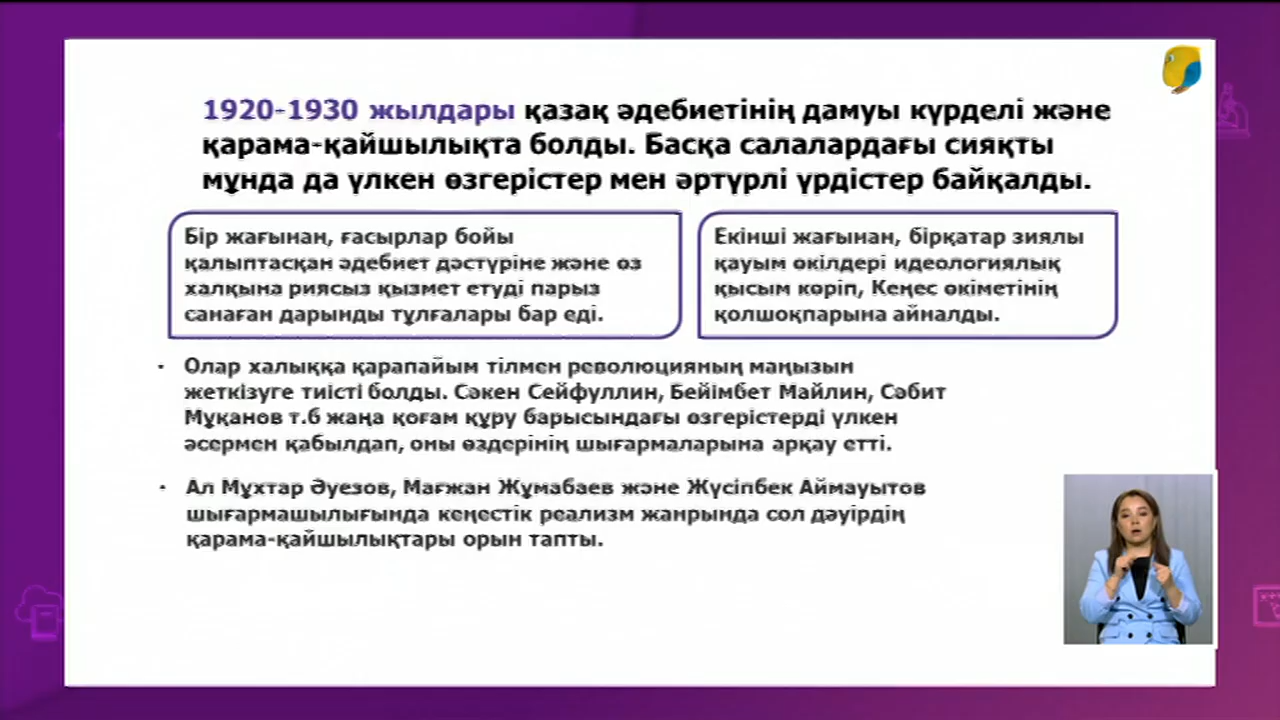 1920-1930 жылдары қазақ әдебиетінің дамуы күрделі және
қарама-қайшылықта болды. Басқа салалардағы сияқты
мұнда да үлкен өзгерістер мен әртүрлі үрдістер байқалды.
Бір жағынан, ғасырлар бойы
қалыптасқан әдебиет дәстүріне және өз
халқына риясыз қызмет етуді парыз
санаған дарынды тұлғалары бар еді.
Екінші жағынан, бірқатар зиялы
қауым өкілдері идеологиялық
қысым көріп, Кеңес өкіметінің
қолшоқпарына айналды.
· Олар халыққа қарапайым тілмен революцияның маңызын
жеткізуге тиісті болды. Сәкен Сейфуллин, Бейімбет Майлин, Сәбит
Мұқанов т.б жаңа қоғам құру барысындағы өзгерістерді үлкен
әсермен қабылдап, оны өздерінің шығармаларына арқау етті.
· Ал Мұхтар Әуезов, Мағжан Жұмабаев және Жүсіпбек Аймауытов
шығармашылығында кеңестік реализм жанрында сол дәуірдің
қарама-қайшылықтары орын тапты.